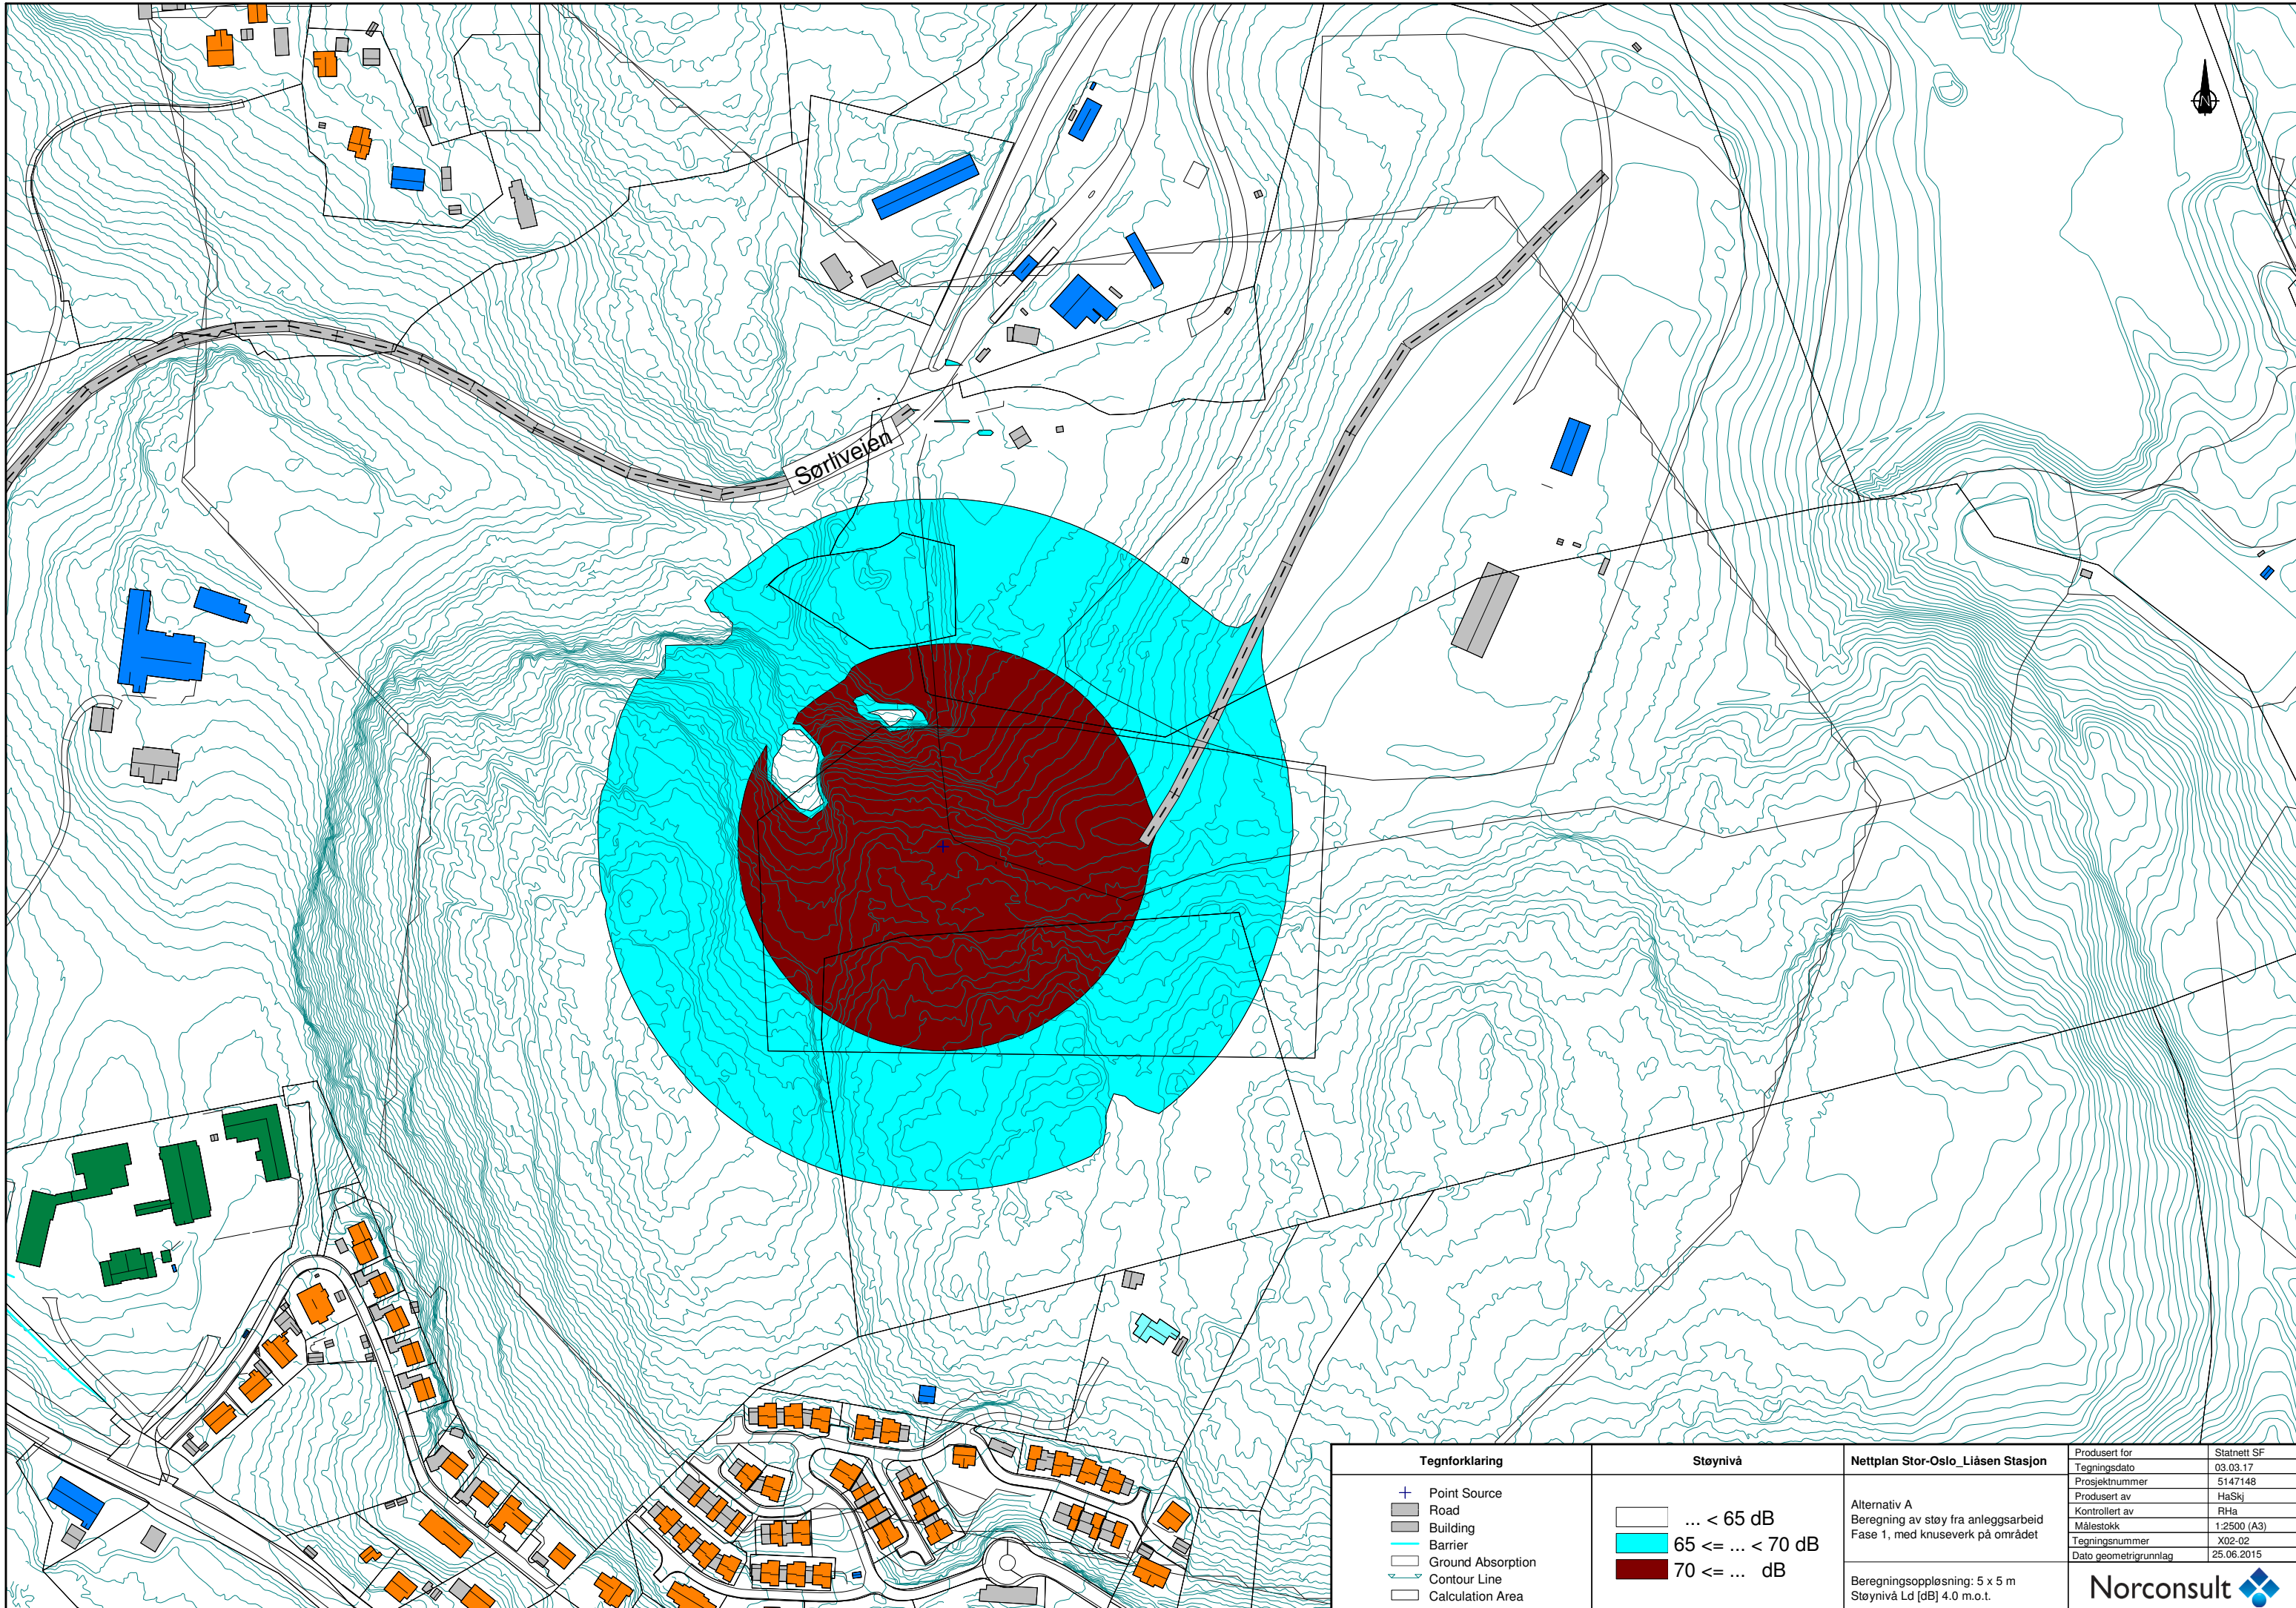 N
Sørliveien
Tegnforklaring
Point Source
Road
Building
Barrier
Ground Absorption
Contour Line
Calculation Area
Støynivå
... < 65 dB
65 <= ... < 70 dB
70 <= ... dB
Nettplan Stor-Oslo_Liåsen Stasjon
Alternativ A
Beregning av støy fra anleggsarbeid
Fase 1, med knuseverk på området
Beregningsoppløsning: 5 x 5 m
Støynivå Ld [dB] 4.0 m.o.t.
Produsert for Statnett SF
Tegningsdato 03.03.17
Prosjektnummer 5147148
Produsert av HaSkj
Kontrollert av RHa
Målestokk 1:2500 (A3)
Tegningsnummer X02-02
Dato geometrigrunnlag 25.06.2015
Norconsult